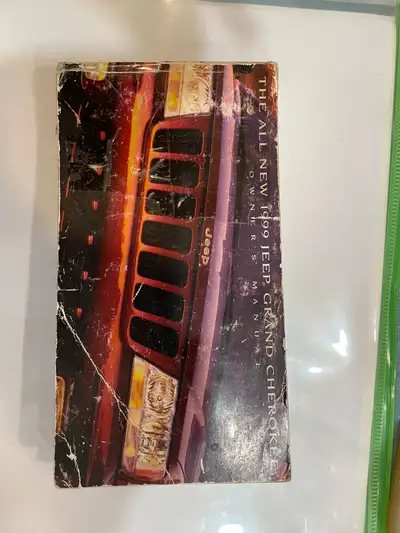 THE ALL NEW 1999 JEEP GRAND CHEROKEE
OWNER'S MANUAL
Jeep